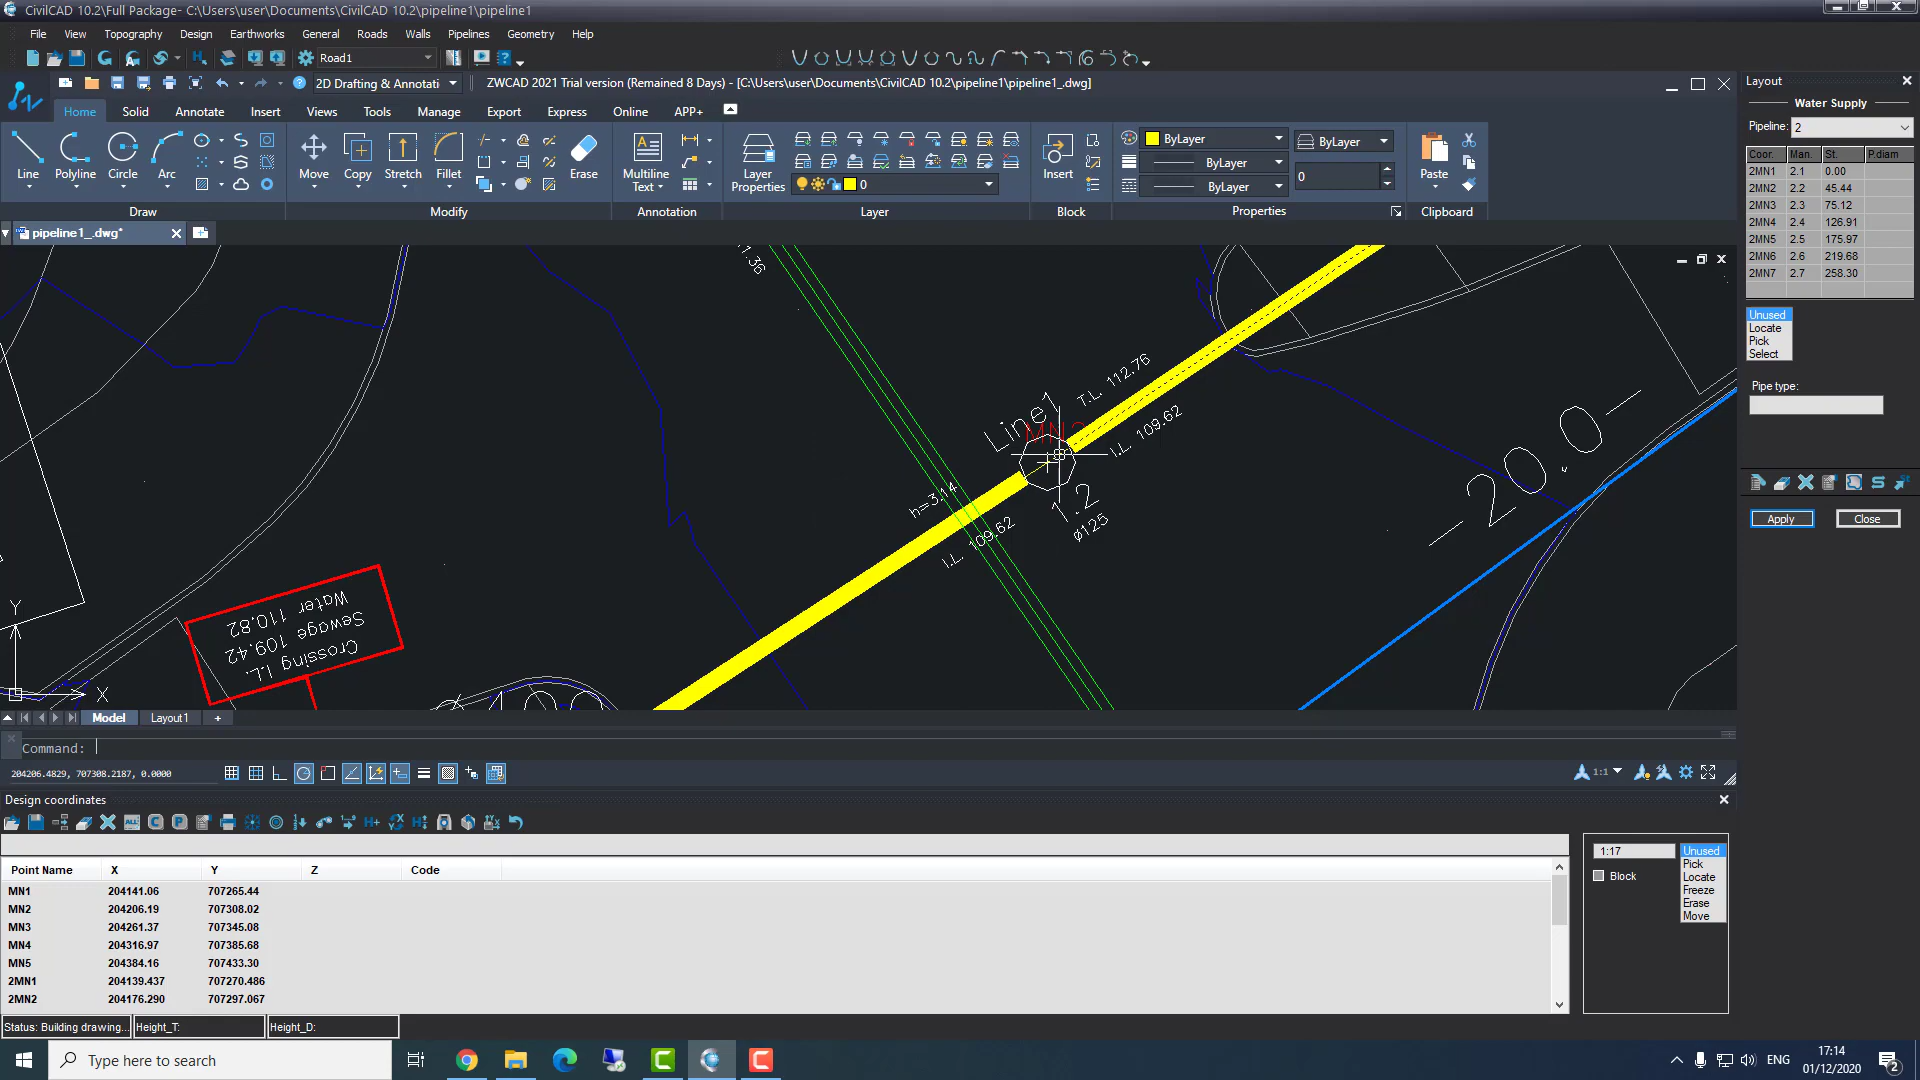 CivilCAD 10.2\Full Package- C:\Users\user\Documents\CivilCAD 10.2\pipeline1\pipeline1
File View Topography Design Earthworks General Roads Walls Pipelines Geometry Help
Road1
2D Drafting & Annotati
ZWCAD 2021 Trial version (Remained 8 Days) - [C:\Users\user\Documents\CivilCAD 10.2\pipeline1\pipeline1_.dwg]
Home Solid Annotate Insert Views Tools Manage Export Express Online APP+
Line Polyline Circle Arc
Move Copy Stretch Fillet Erase
Multiline Text
Layer Properties
0
Insert
ByLayer
ByLayer
ByLayer
ByLayer
0
Paste
Draw Modify Annotation Layer Block Properties Clipboard
pipeline1_.dwg*
Layout
Water Supply
Pipeline: 2
Coor. Man. St. P.diam
2MN1 2.1 0.00
2MN2 2.2 45.44
2MN3 2.3 75.12
2MN4 2.4 126.91
2MN5 2.5 175.97
2MN6 2.6 219.68
2MN7 2.7 258.30
Unused
Locate
Pick
Select
Pipe type:
Apply Close
T.L. 112.76
I.L. 109.62
Line1
MN2
1.2
ø125
h=3.14
I.L. 109.62
20.0
Crossing I.L.
Sewage 109.42
Water 110.82
Y
X
Model Layout1 +
Command:
204206.4829, 707308.2187, 0.0000
1:1
Design coordinates
Point Name X Y Z Code
MN1 204141.06 707265.44
MN2 204206.19 707308.02
MN3 204261.37 707345.08
MN4 204316.97 707385.68
MN5 204384.16 707433.30
2MN1 204139.437 707270.486
2MN2 204176.290 707297.067
1:17
Block
Unused
Pick
Locate
Freeze
Erase
Move
Status: Building drawing... Height_T: Height_D:
Type here to search
ENG
17:14
01/12/2020
2